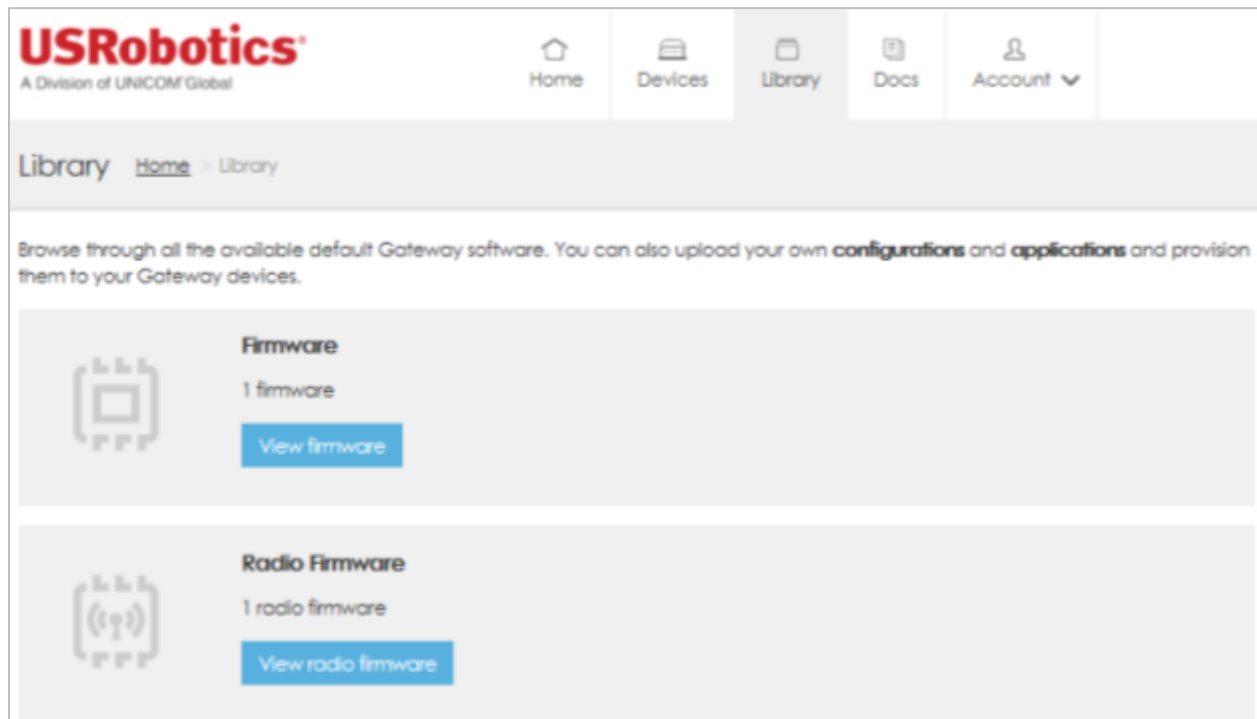 USRobotics®
A Division of UNICOM® Global
Home
Devices
Library
Docs
Account
Library Home > Library
Browse through all the available default Gateway software. You can also upload your own configurations and applications and provision
them to your Gateway devices.
Firmware
1 firmware
View firmware
Radio Firmware
1 radio firmware
View radio firmware